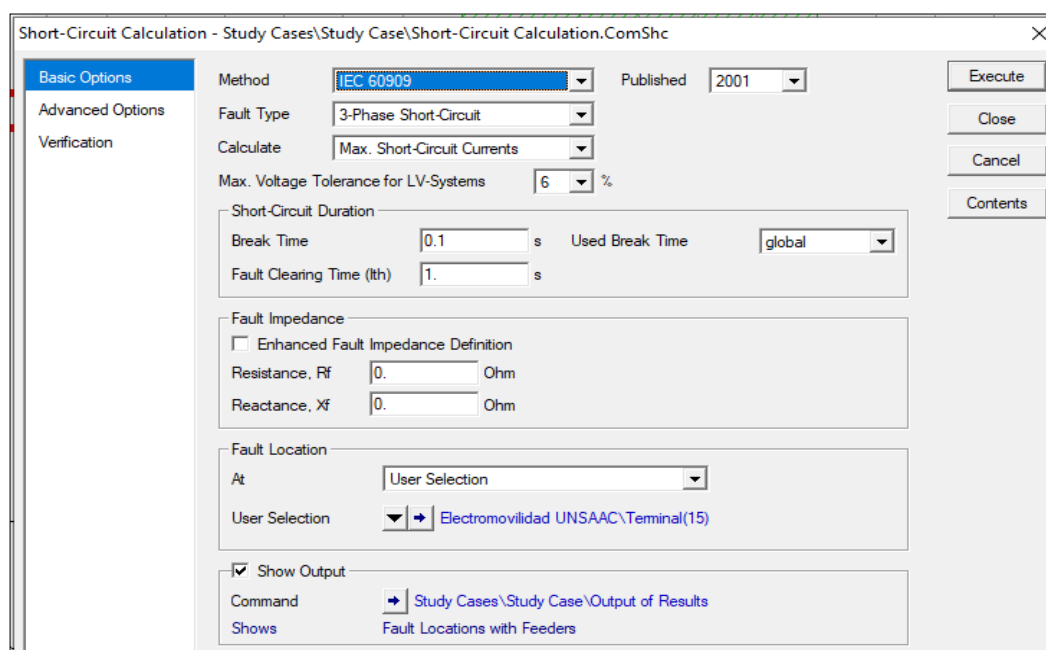 Short-Circuit Calculation - Study Cases\Study Case\Short-Circuit Calculation.ComShc
Basic Options
Advanced Options
Verification
Method IEC 60909 Published 2001
Fault Type 3-Phase Short-Circuit
Calculate Max. Short-Circuit Currents
Max. Voltage Tolerance for LV-Systems 6 %
Short-Circuit Duration
Break Time 0.1 s Used Break Time global
Fault Clearing Time (Ith) 1. s
Fault Impedance
Enhanced Fault Impedance Definition
Resistance, Rf 0. Ohm
Reactance, Xf 0. Ohm
Fault Location
At User Selection
User Selection Electromovilidad UNSAAC\Terminal(15)
Show Output
Command Study Cases\Study Case\Output of Results
Shows Fault Locations with Feeders
Execute
Close
Cancel
Contents